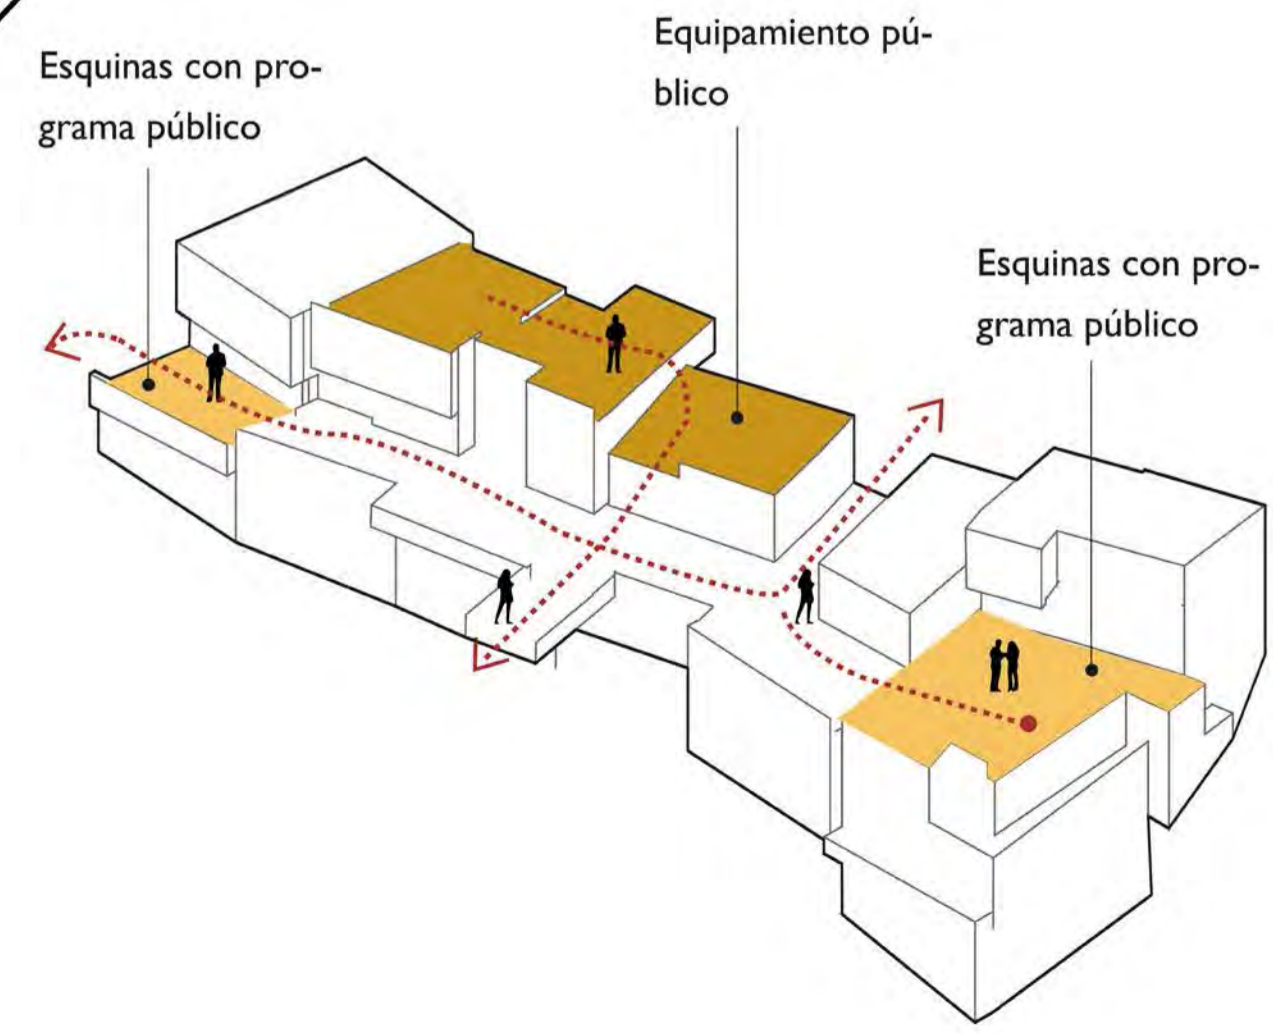 Esquinas con pro-
grama público
Equipamiento pú-
blico
Esquinas con pro-
grama público